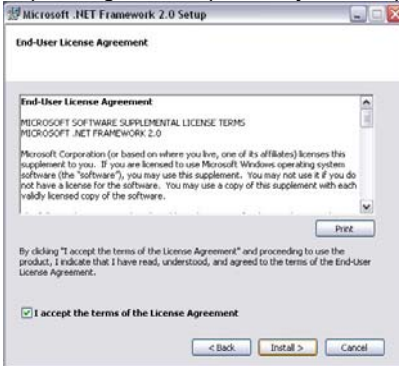 Microsoft .NET Framework 2.0 Setup
End-User License Agreement
End-User License Agreement
MICROSOFT SOFTWARE SUPPLEMENTAL LICENSE TERMS
MICROSOFT .NET FRAMEWORK 2.0
Microsoft Corporation (or based on where you live, one of its affiliates) licenses this
supplement to you. If you are licensed to use Microsoft Windows operating system
software (the "software"), you may use this supplement. You may not use it if you do
not have a license for the software. You may use a copy of this supplement with each
validly licensed copy of the software.
Print
By clicking "I accept the terms of the License Agreement" and proceeding to use the
product, I indicate that I have read, understood, and agreed to the terms of the End-User
License Agreement.
I accept the terms of the License Agreement
< Back
Install >
Cancel